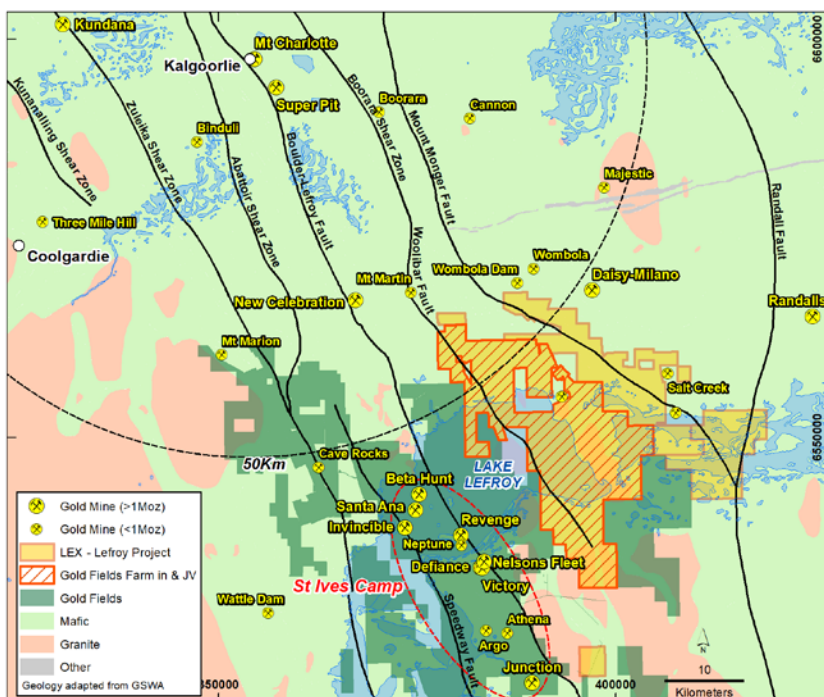 Kundana
Mt Charlotte
Kalgoorlie
Super Pit
Boorara
Cannon
Bindull
Kunanalling Shear Zone
Zuleika Shear Zone
Abattoir Shear Zone
Boulder-Lefroy Fault
Boorara Shear Zone
Mount Monger Fault
Majestic
Randall Fault
Three Mile Hill
Coolgardie
Woolibar Fault
Wombola
Wombola Dam
Mt Martin
Daisy-Milano
New Celebration
Randalls
Mt Marion
Salt Creek
50Km
Cave Rocks
LAKE
LEFROY
Beta Hunt
Santa Ana
Invincible
Revenge
Neptune
Nelsons Fleet
Defiance
Victory
St Ives Camp
Speedway Fault
Wattle Dam
Athena
Argo
Junction
Gold Mine (>1Moz)
Gold Mine (<1Moz)
LEX - Lefroy Project
Gold Fields Farm in & JV
Gold Fields
Mafic
Granite
Other
Geology adapted from GSWA
N
10
Kilometers
350000
400000
6600000
6550000